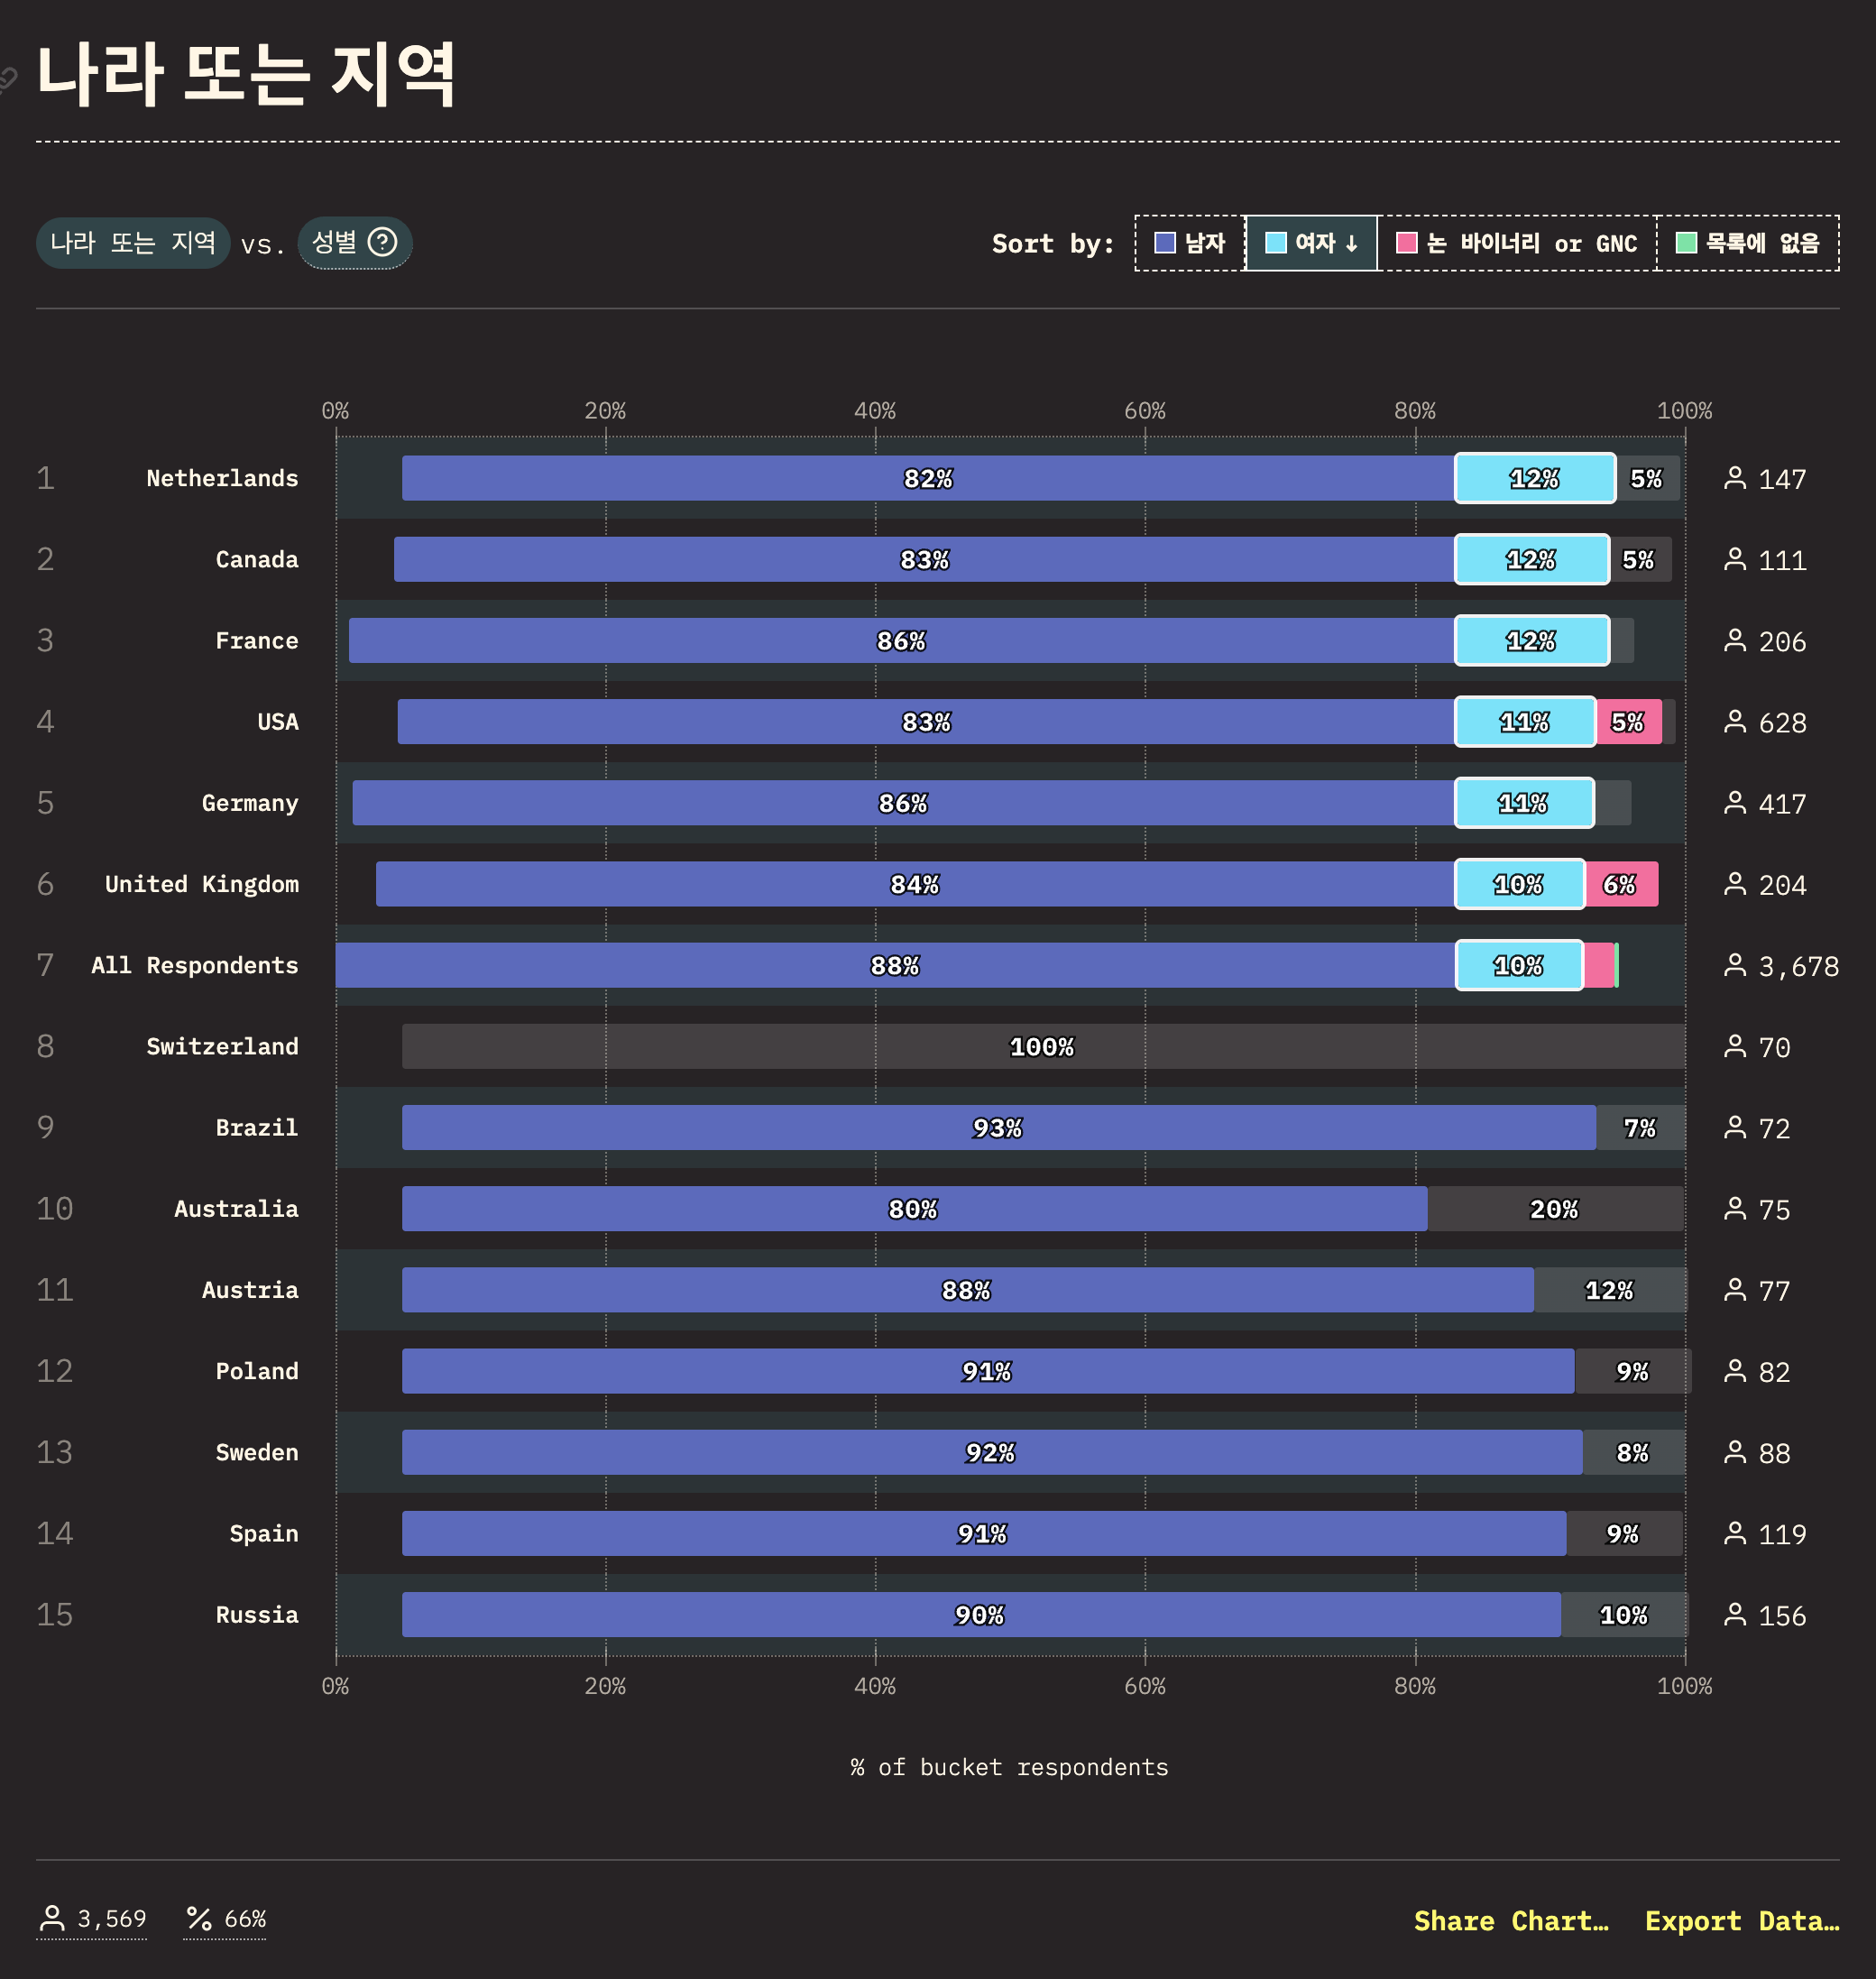 나라 또는 지역
나라 또는 지역 vs. 성별 ?
Sort by: 남자 여자 ↓ 논 바이너리 or GNC 목록에 없음
0% 20% 40% 60% 80% 100%
1 Netherlands 82% 12% 5% 147
2 Canada 83% 12% 5% 111
3 France 86% 12% 206
4 USA 83% 11% 5% 628
5 Germany 86% 11% 417
6 United Kingdom 84% 10% 6% 204
7 All Respondents 88% 10% 3,678
8 Switzerland 100% 70
9 Brazil 93% 7% 72
10 Australia 80% 20% 75
11 Austria 88% 12% 77
12 Poland 91% 9% 82
13 Sweden 92% 8% 88
14 Spain 91% 9% 119
15 Russia 90% 10% 156
0% 20% 40% 60% 80% 100%
% of bucket respondents
3,569 % 66% Share Chart… Export Data…